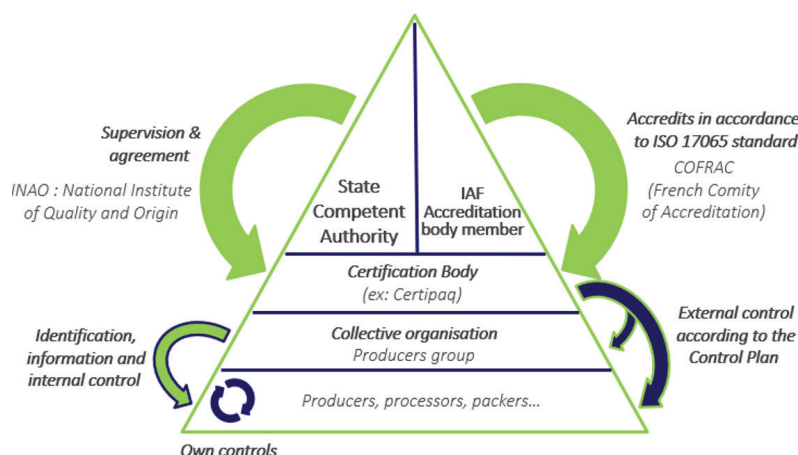 Supervision &
agreement
INAO : National Institute
of Quality and Origin
Accredits in accordance
to ISO 17065 standard
COFRAC
(French Comity
of Accreditation)
State
Competent
Authority
IAF
Accreditation
body member
Certification Body
(ex: Certipaq)
Identification,
information and
internal control
Collective organisation
Producers group
External control
according to the
Control Plan
Producers, processors, packers...
Own controls